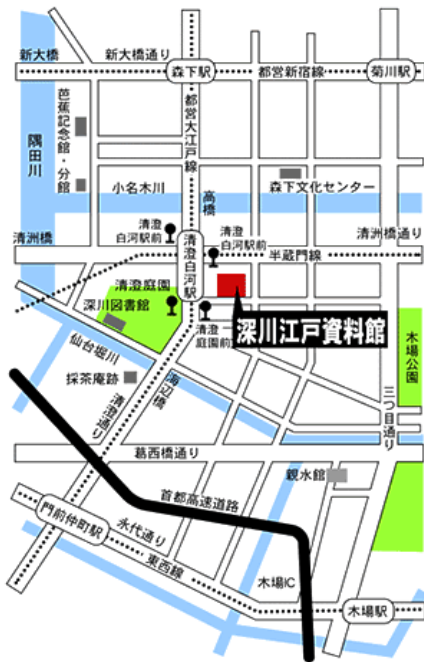 新大橋
新大橋通り
森下駅
都営新宿線
菊川駅
芭蕉記念館・分館
都営大江戸線
隅田川
小名木川
高橋
森下文化センター
清澄白河駅前
清澄白河駅前
清洲橋通り
清洲橋
清澄白河駅
半蔵門線
清澄庭園
深川図書館
清澄庭園前
深川江戸資料館
木場公園
仙台堀川
採茶庵跡
海辺橋
清澄通り
三つ目通り
葛西橋通り
親水館
首都高速道路
門前仲町駅
永代通り
東西線
木場IC
木場駅